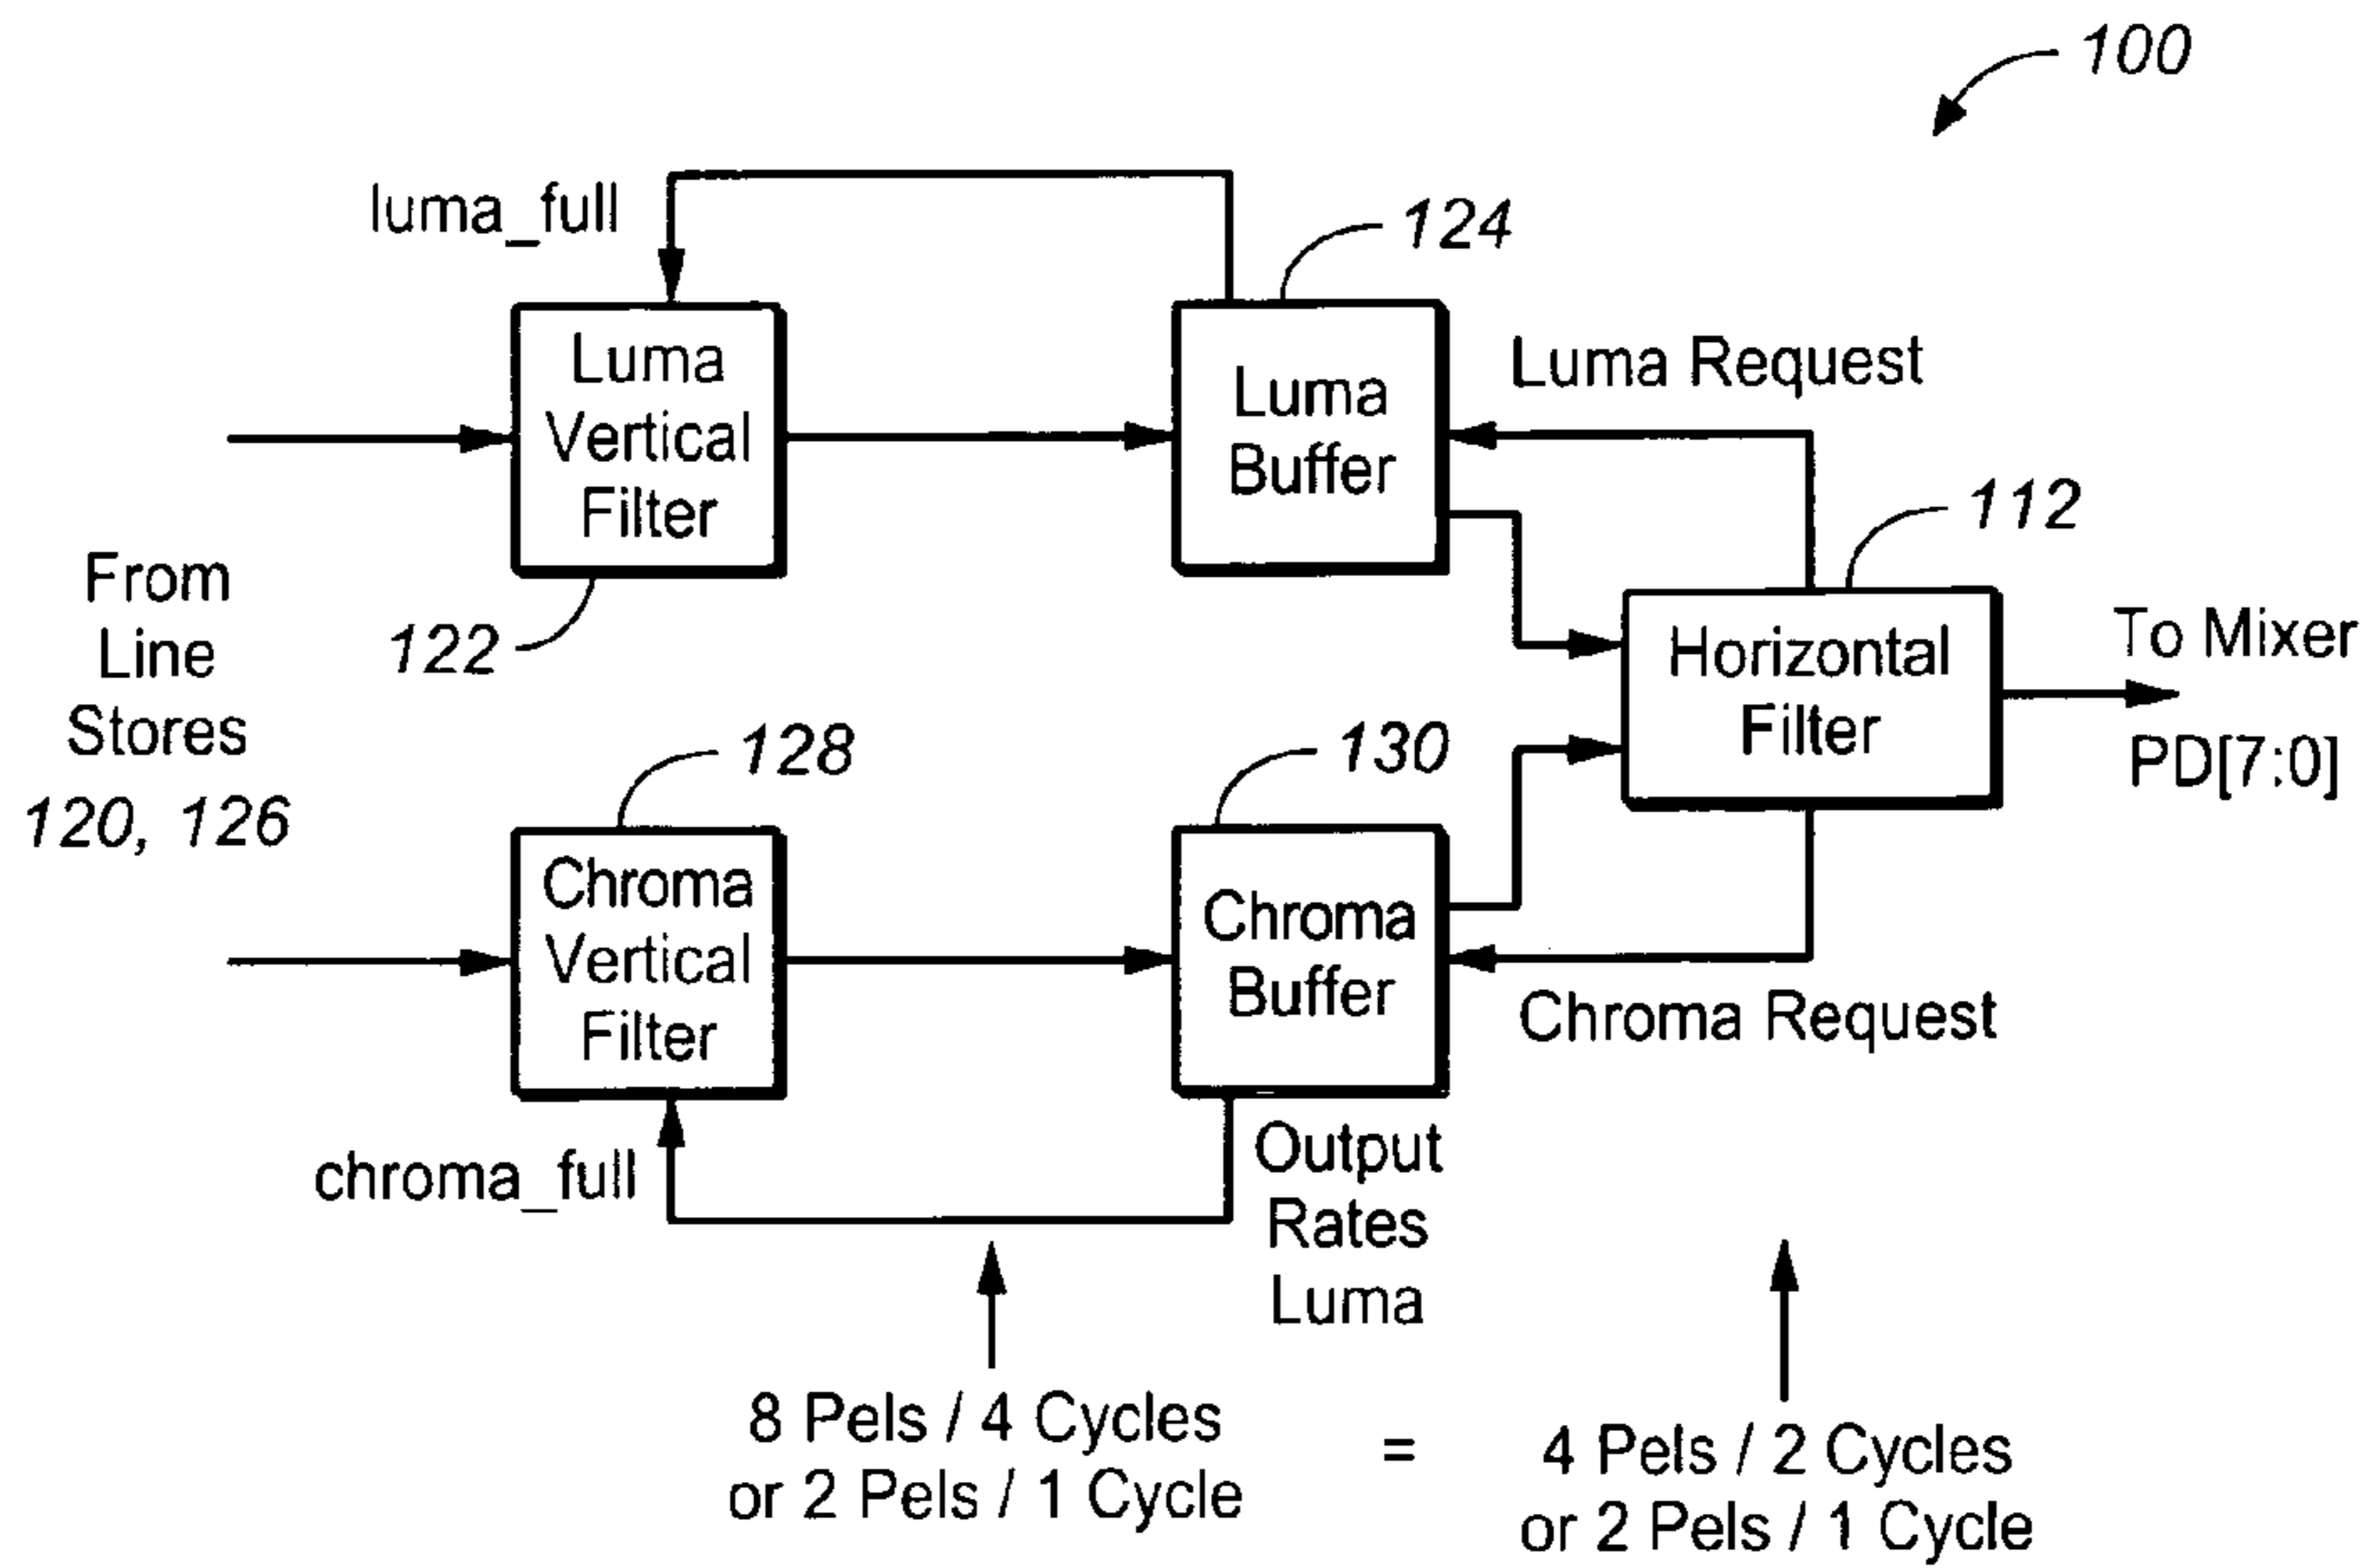 100
luma_full
124
Luma
Vertical
Filter
Luma
Buffer
Luma Request
112
122
From
Line
Stores
120, 126
Horizontal
Filter
To Mixer
PD[7:0]
128
130
Chroma
Vertical
Filter
Chroma
Buffer
Chroma Request
chroma_full
Output
Rates
Luma
8 Pels / 4 Cycles
or 2 Pels / 1 Cycle
=
4 Pels / 2 Cycles
or 2 Pels / 1 Cycle